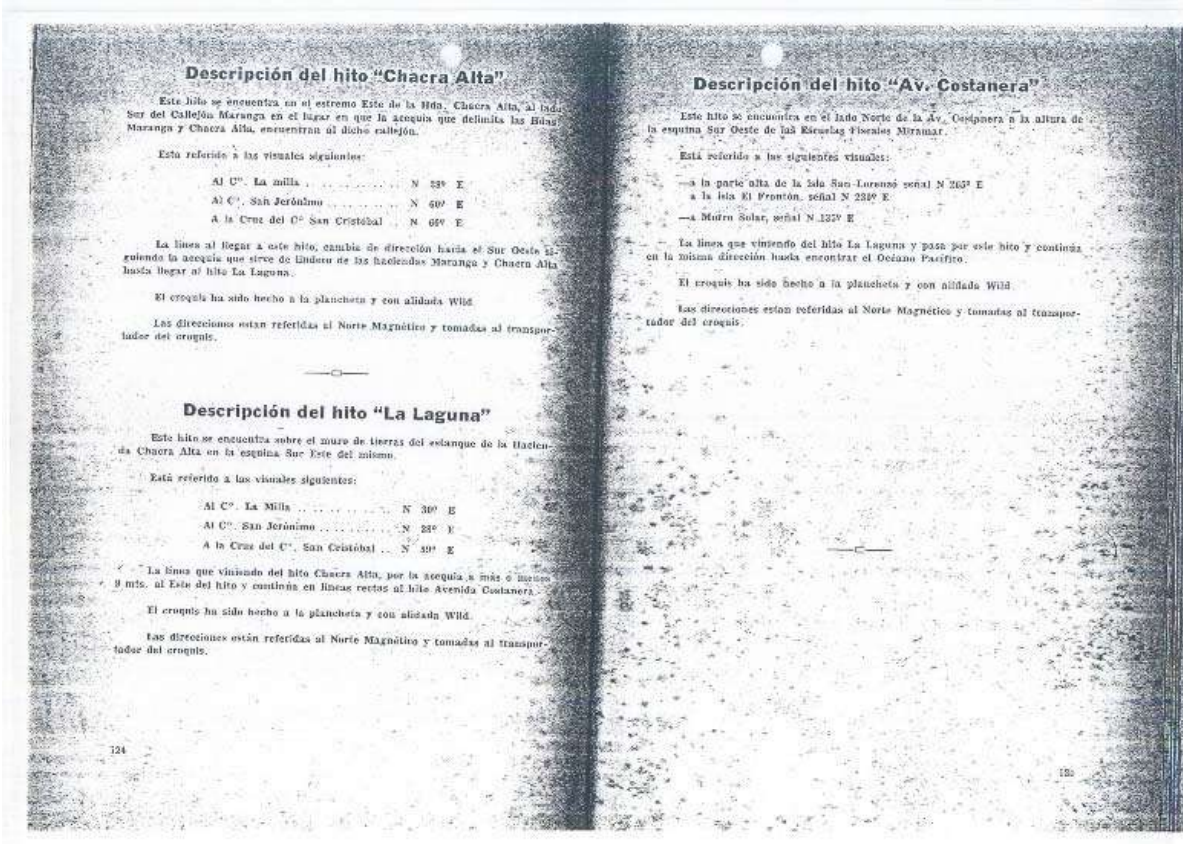 Descripción del hito “Chacra Alta”
Este hito se encuentra en el estremo Este de la Hda. Chacra Alta, al lado
Sur del Callejón Maranga en el lugar en que la acequia que delimita las Hdas.
Maranga y Chacra Alta, encuentran al dicho callejón.
Esta referido a las visuales siguientes:
Al C°. La milla . . . . . . . . . . . . . N E
Al C°. San Jerónimo . . . . . . . . . . . N 60º E
A la Cruz del Cº San Cristobal . . N 66º E
La línea al llegar a este hito, cambia de dirección hacia el Sur Oeste si-
guiendo la acequia que sirve de lindero de las haciendas Maranga y Chacra Alta
hasta llegar al hito La Laguna.
El croquis ha sido hecho a la plancheta y con alidada Wild
Las direcciones estan referidas al Norte Magnético y tomadas al transpor-
tador del croquis.
Descripción del hito “La Laguna”
Este hito se encuentra sobre el muro de tierras del estanque de la Hacien-
da Chacra Alta en la esquina Sur Este del mismo.
Está referido a las visuales siguientes:
Al C°. La Milla . . . . . . . . . . . . . N 30º E
Al C°. San Jerónimo . . . . . . . . . . . N E
A la Cruz del C°. San Cristóbal . . N 59º E
La línea que viniendo del hito Chacra Alta, por la acequia a más o menos
mts. al Este del hito y continúa en líneas rectas al hito Avenida Costanera.
El croquis ha sido hecho a la plancheta y con alidada Wild.
Las direcciones están referidas al Norte Magnético y tomadas al transpor-
tador del croquis.
124
Descripción del hito “Av. Costanera”
Este hito se encuentra en el lado Norte de la Av. Costanera a la altura de
la esquina Sur Oeste de las Escuelas Fiscales Miramar.
Está referido a las siguientes visuales:
—a la parte alta de la isla San Lorenzo señal N 265º E
a la isla El Frontón, señal N E
—a Morro Solar, señal N 135º E
La línea que viniendo del hito La Laguna y pasa por este hito y continúa
en la misma dirección hasta encontrar el Océano Pacífico.
El croquis ha sido hecho a la plancheta y con alidada Wild
Las direcciones estan referidas al Norte Magnético y tomadas al transpor-
tador del croquis.